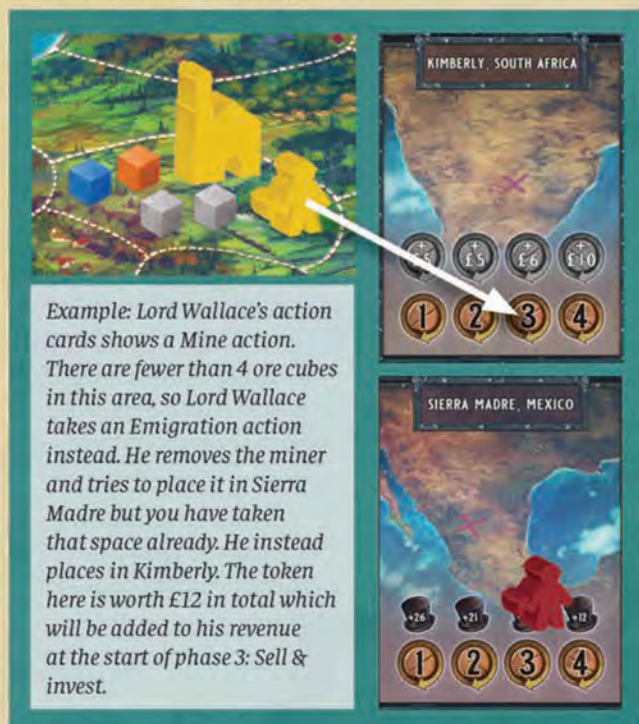 KIMBERLY, SOUTH AFRICA
+
£5
+
£5
+
£6
+
£10
1
2
3
4
Example: Lord Wallace's action
cards shows a Mine action.
There are fewer than 4 ore cubes
in this area, so Lord Wallace
takes an Emigration action
instead. He removes the miner
and tries to place it in Sierra
Madre but you have taken
that space already. He instead
places in Kimberly. The token
here is worth £12 in total which
will be added to his revenue
at the start of phase 3: Sell &
invest.
SIERRA MADRE, MEXICO
+26
+21
+12
1
2
3
4